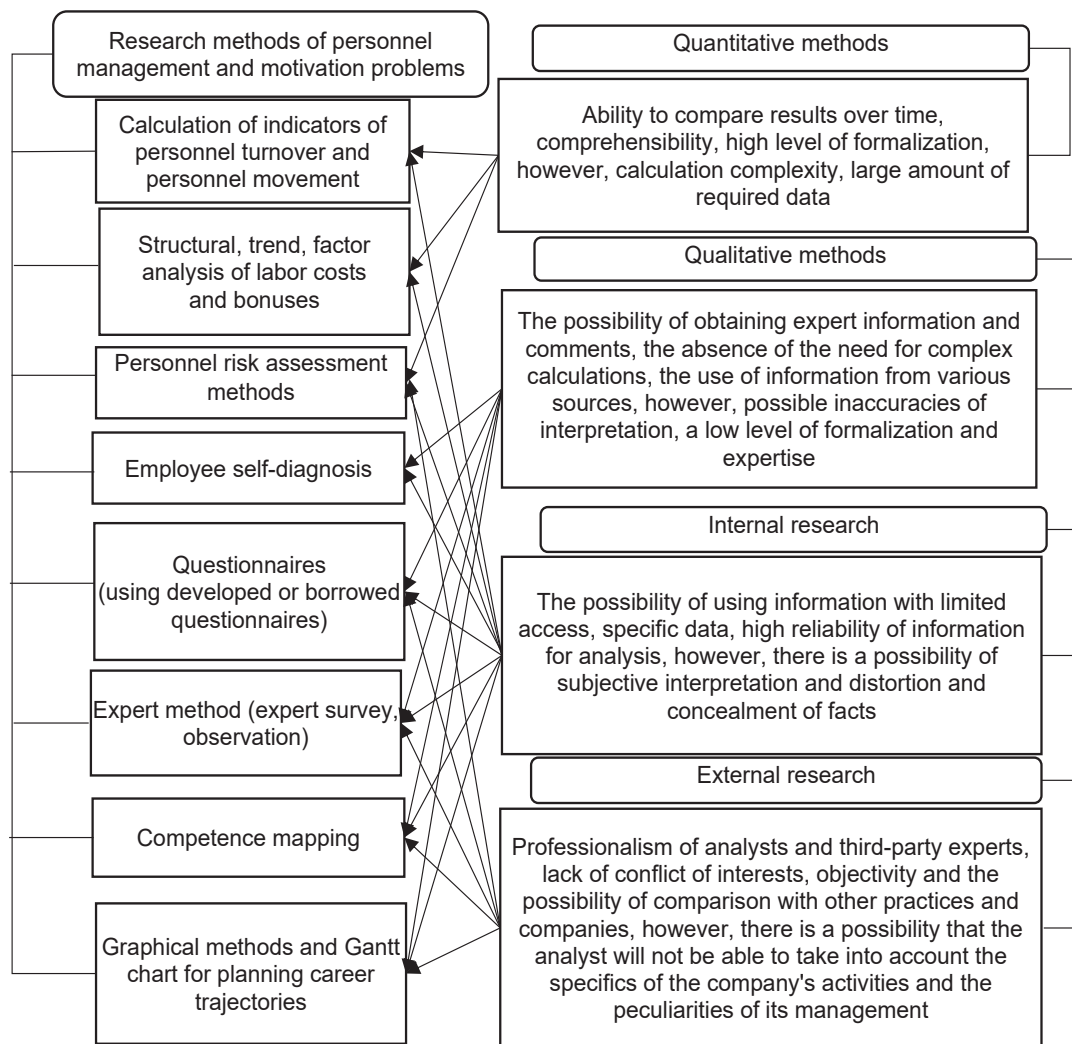 Research methods of personnel
management and motivation problems
Calculation of indicators of
personnel turnover and
personnel movement
Structural, trend, factor
analysis of labor costs
and bonuses
Personnel risk assessment
methods
Employee self-diagnosis
Questionnaires
(using developed or borrowed
questionnaires)
Expert method (expert survey,
observation)
Competence mapping
Graphical methods and Gantt
chart for planning career
trajectories
Quantitative methods
Ability to compare results over time,
comprehensibility, high level of formalization,
however, calculation complexity, large amount of
required data
Qualitative methods
The possibility of obtaining expert information and
comments, the absence of the need for complex
calculations, the use of information from various
sources, however, possible inaccuracies of
interpretation, a low level of formalization and
expertise
Internal research
The possibility of using information with limited
access, specific data, high reliability of information
for analysis, however, there is a possibility of
subjective interpretation and distortion and
concealment of facts
External research
Professionalism of analysts and third-party experts,
lack of conflict of interests, objectivity and the
possibility of comparison with other practices and
companies, however, there is a possibility that the
analyst will not be able to take into account the
specifics of the company's activities and the
peculiarities of its management